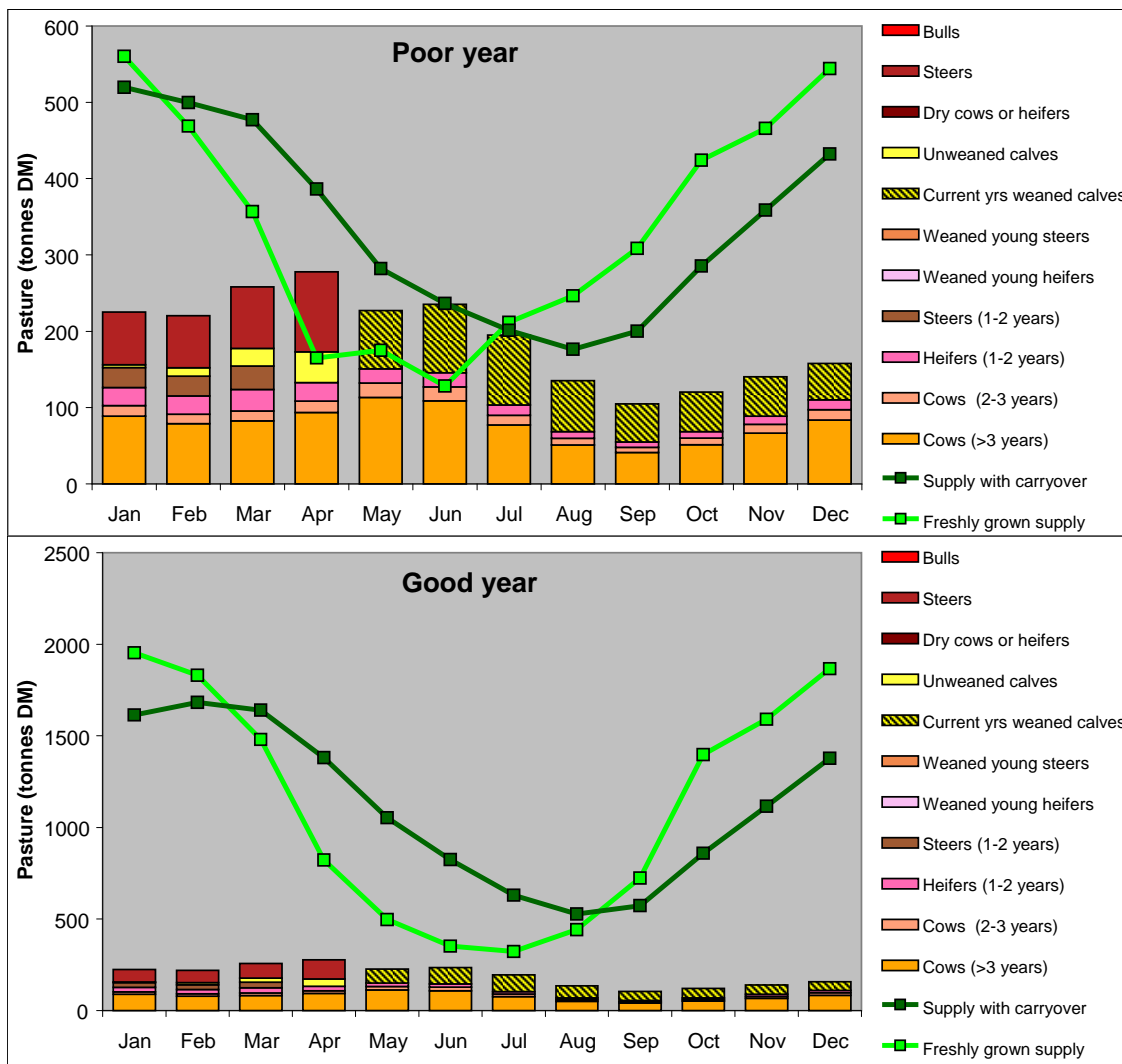 Poor year
Pasture (tonnes DM)
600
500
400
300
200
100
0
Jan Feb Mar Apr May Jun Jul Aug Sep Oct Nov Dec
Bulls
Steers
Dry cows or heifers
Unweaned calves
Current yrs weaned calves
Weaned young steers
Weaned young heifers
Steers (1-2 years)
Heifers (1-2 years)
Cows (2-3 years)
Cows (>3 years)
Supply with carryover
Freshly grown supply
Good year
Pasture (tonnes DM)
2500
2000
1500
1000
500
0
Jan Feb Mar Apr May Jun Jul Aug Sep Oct Nov Dec
Bulls
Steers
Dry cows or heifers
Unweaned calves
Current yrs weaned calves
Weaned young steers
Weaned young heifers
Steers (1-2 years)
Heifers (1-2 years)
Cows (2-3 years)
Cows (>3 years)
Supply with carryover
Freshly grown supply